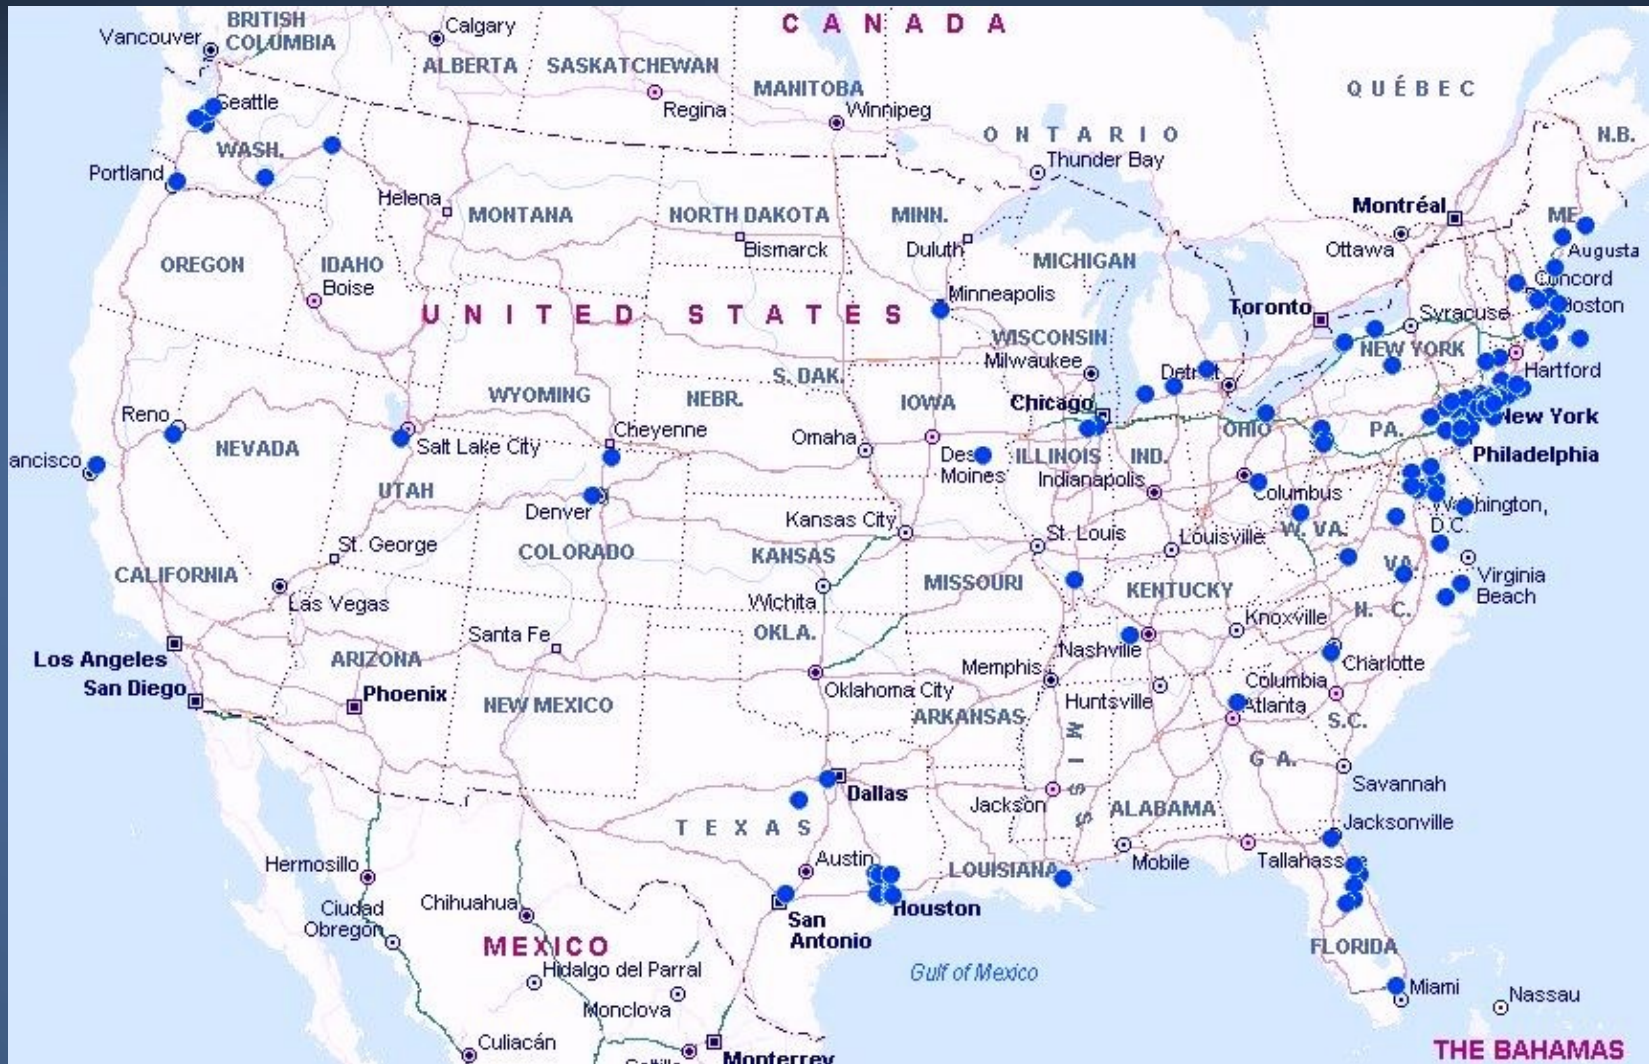 CANADA
BRITISH
COLUMBIA
Vancouver
Calgary
ALBERTA
SASKATCHEWAN
MANITOBA
Regina
Winnipeg
QUÉBEC
ONTARIO
N.B.
Thunder Bay
Seattle
WASH.
Portland
Helena
MONTANA
NORTH DAKOTA
MINN.
Bismarck
Duluth
Montréal
Ottawa
ME
Augusta
OREGON
IDAHO
Boise
MICHIGAN
Concord
UNITED STATES
Minneapolis
Toronto
Syracuse
WISCONSIN
Milwaukee
NEW YORK
Hartford
S. DAK.
WYOMING
NEBR.
IOWA
Chicago
New York
Reno
NEVADA
Salt Lake City
Cheyenne
Omaha
Des
Moines
ILLINOIS
IND.
OHIO
PA.
Philadelphia
ancisco
UTAH
Indianapolis
Columbus
D.C.
Denver
Kansas City
St. Louis
Louisville
W. VA.
St. George
COLORADO
KANSAS
CALIFORNIA
Las Vegas
Wichita
MISSOURI
KENTUCKY
VA.
Virginia
Beach
N. C.
Santa Fe
OKLA.
Knoxville
Nashville
Los Angeles
San Diego
ARIZONA
Phoenix
NEW MEXICO
Oklahoma City
Memphis
Huntsville
Charlotte
Columbia
Atlanta
ARKANSAS
S.C.
MISS
GA.
Savannah
Dallas
TEXAS
Jackson
ALABAMA
Jacksonville
Hermosillo
Austin
LOUISIANA
Mobile
Chihuahua
Ciudad
Obregón
San
Antonio
Houston
MEXICO
FLORIDA
Gulf of Mexico
Hidalgo del Parral
Monclova
Miami
Nassau
Culiacán
Monterrey
THE BAHAMAS